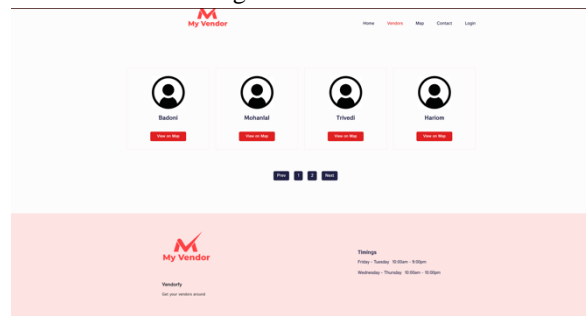 My Vendor
Home Vendors Map Contact Login
Badoni Mohanlal Trivedi Hariom
View on Map View on Map View on Map View on Map
Prev 1 2 Next
My Vendor
Timings
Friday - Tuesday 10:00am - 9:00pm
Wednesday - Thursday 10:00am - 10:00pm
Vendorfy
Get your vendors around